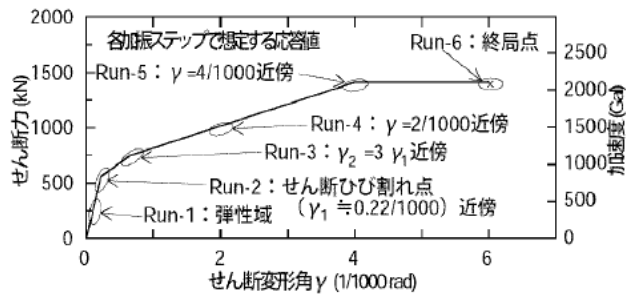 各加振ステップで想定する応答値
Run-6：終局点
Run-5：γ=4/1000近傍
Run-4：γ=2/1000近傍
Run-3：γ2=3 γ1近傍
Run-2：せん断ひび割れ点
(γ1≒0.22/1000) 近傍
Run-1：弾性域
せん断力(kN)
2000
1500
1000
500
0
加速度(Gal)
2500
2000
1500
1000
500
0
0 2 4 6
せん断変形角γ (1/1000rad)